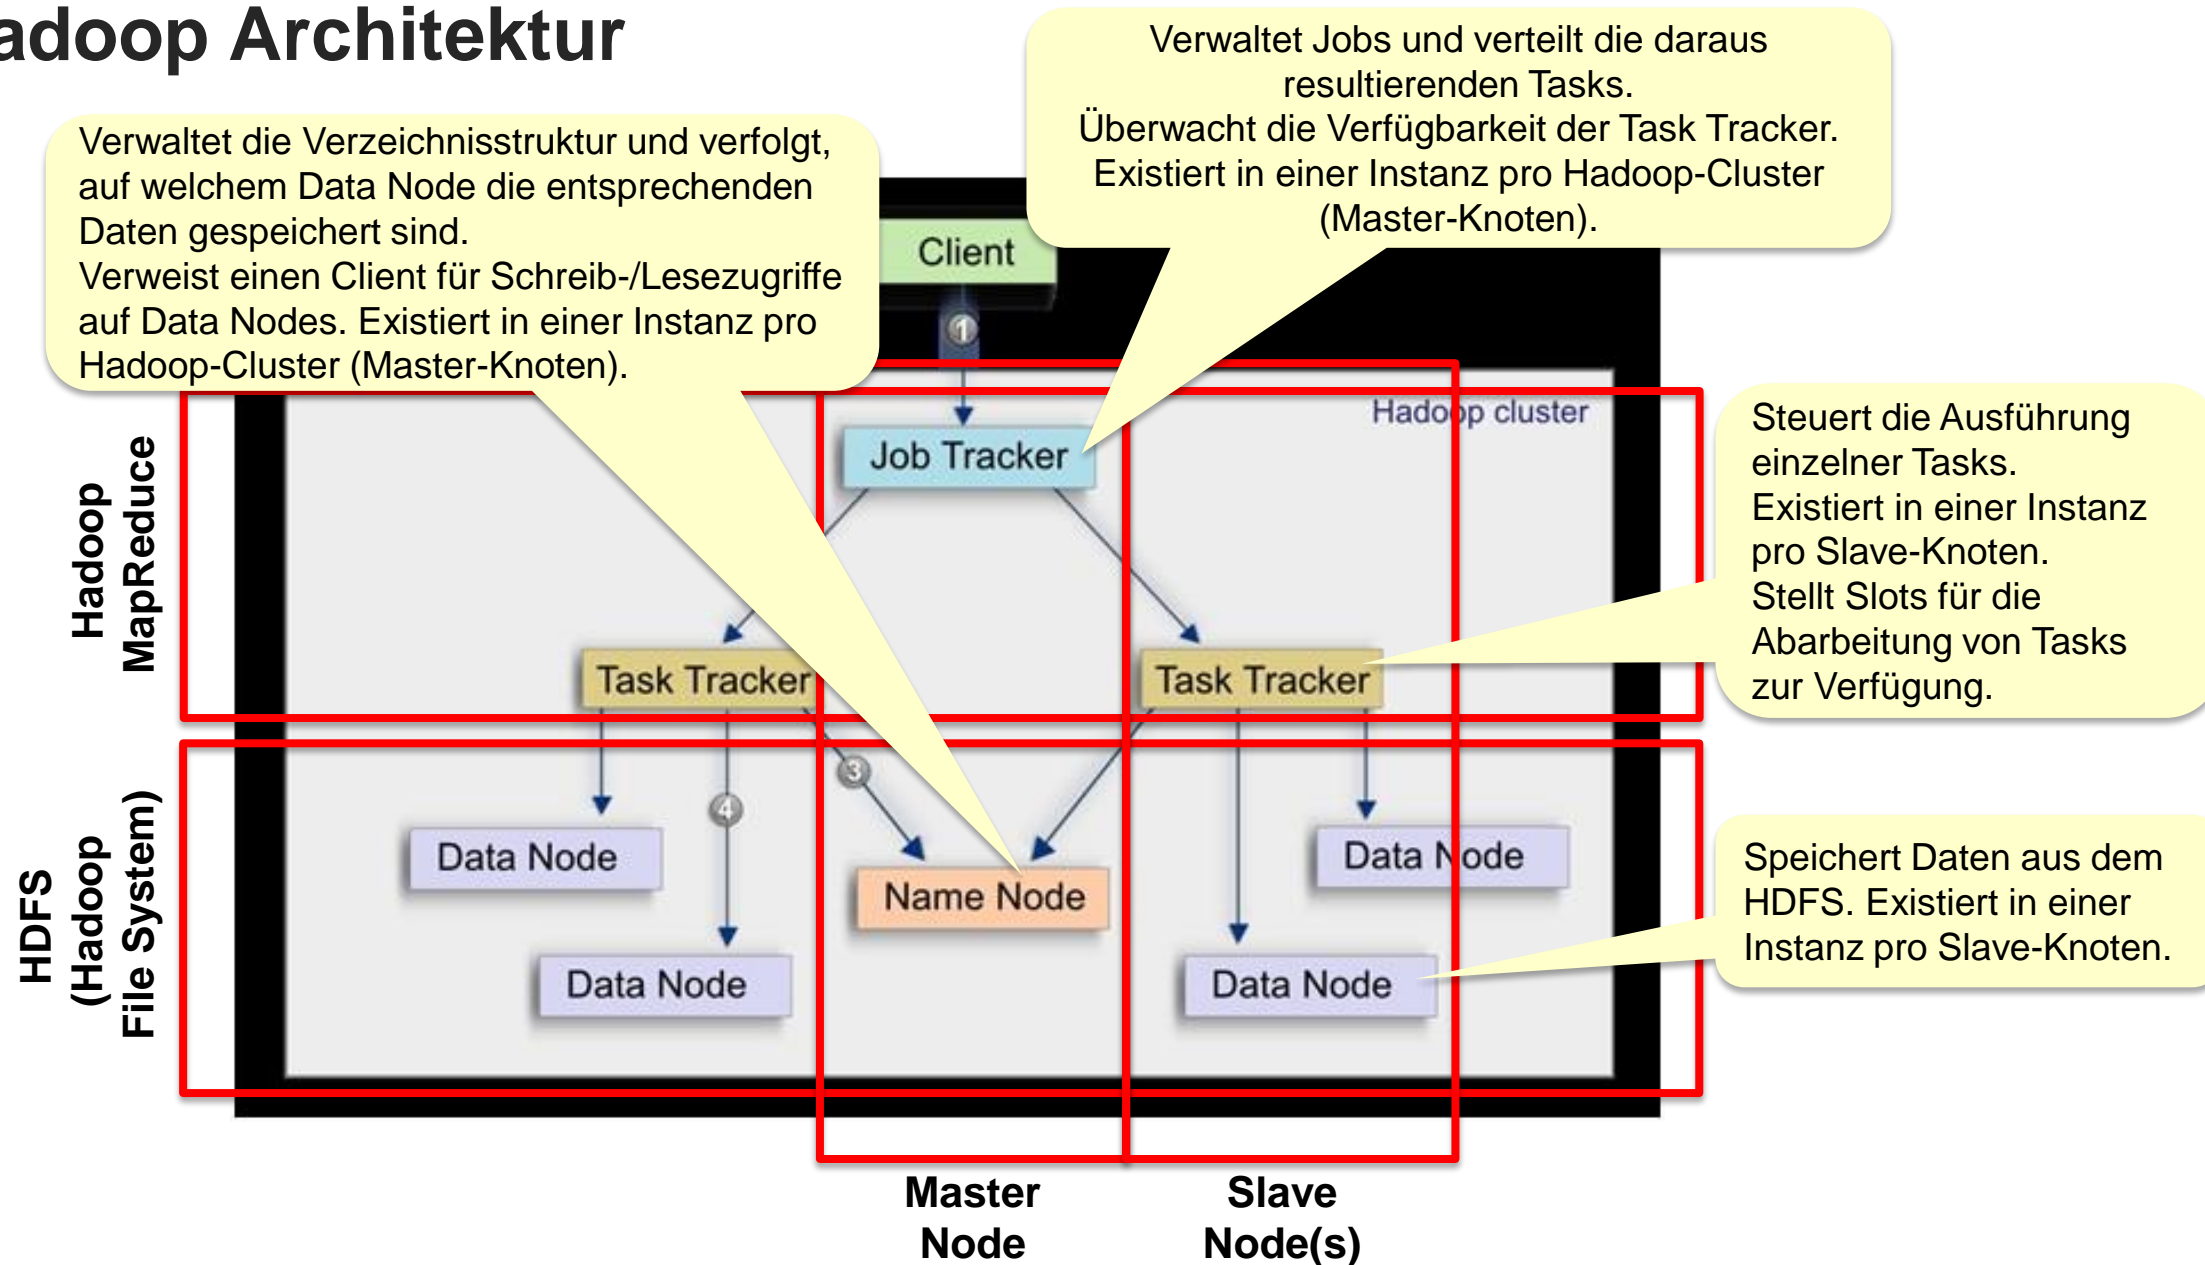 adoop Architektur
Verwaltet Jobs und verteilt die daraus
resultierenden Tasks.
Überwacht die Verfügbarkeit der Task Tracker.
Existiert in einer Instanz pro Hadoop-Cluster
(Master-Knoten).
Verwaltet die Verzeichnisstruktur und verfolgt,
auf welchem Data Node die entsprechenden
Daten gespeichert sind.
Verweist einen Client für Schreib-/Lesezugriffe
auf Data Nodes. Existiert in einer Instanz pro
Hadoop-Cluster (Master-Knoten).
Client
1
Hadoop cluster
Job Tracker
Hadoop
MapReduce
Steuert die Ausführung
einzelner Tasks.
Existiert in einer Instanz
pro Slave-Knoten.
Stellt Slots für die
Abarbeitung von Tasks
zur Verfügung.
Task Tracker
Task Tracker
3
4
HDFS
(Hadoop
File System)
Data Node
Name Node
Data Node
Data Node
Data Node
Speichert Daten aus dem
HDFS. Existiert in einer
Instanz pro Slave-Knoten.
Master
Node
Slave
Node(s)